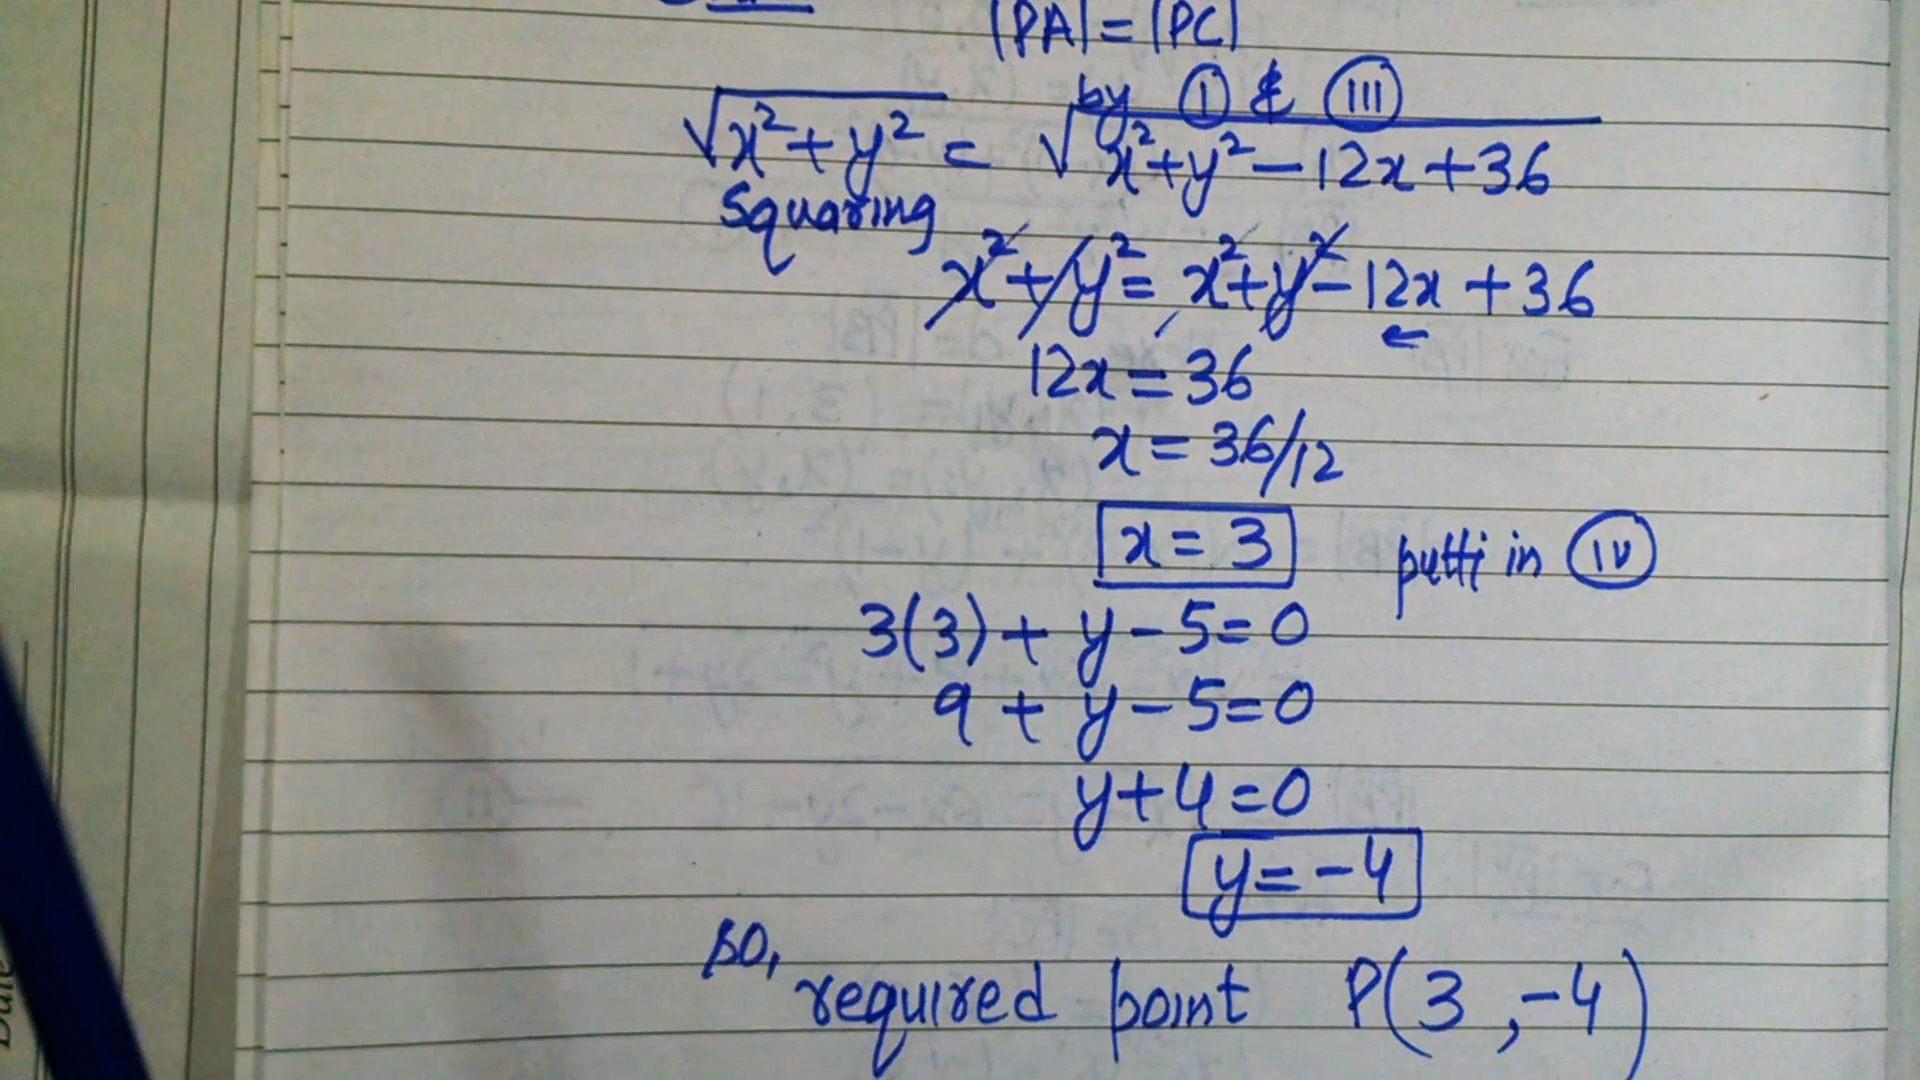 |PA| = |PC|
by (I) & (III)
√x²+y² = √x²+y²-12x+36
Squaring
x²+y² = x²+y²-12x+36
12x = 36
x = 36/12
x = 3 putti in (IV)
3(3) + y - 5 = 0
9 + y - 5 = 0
y + 4 = 0
y = -4
so,
required point P(3, -4)